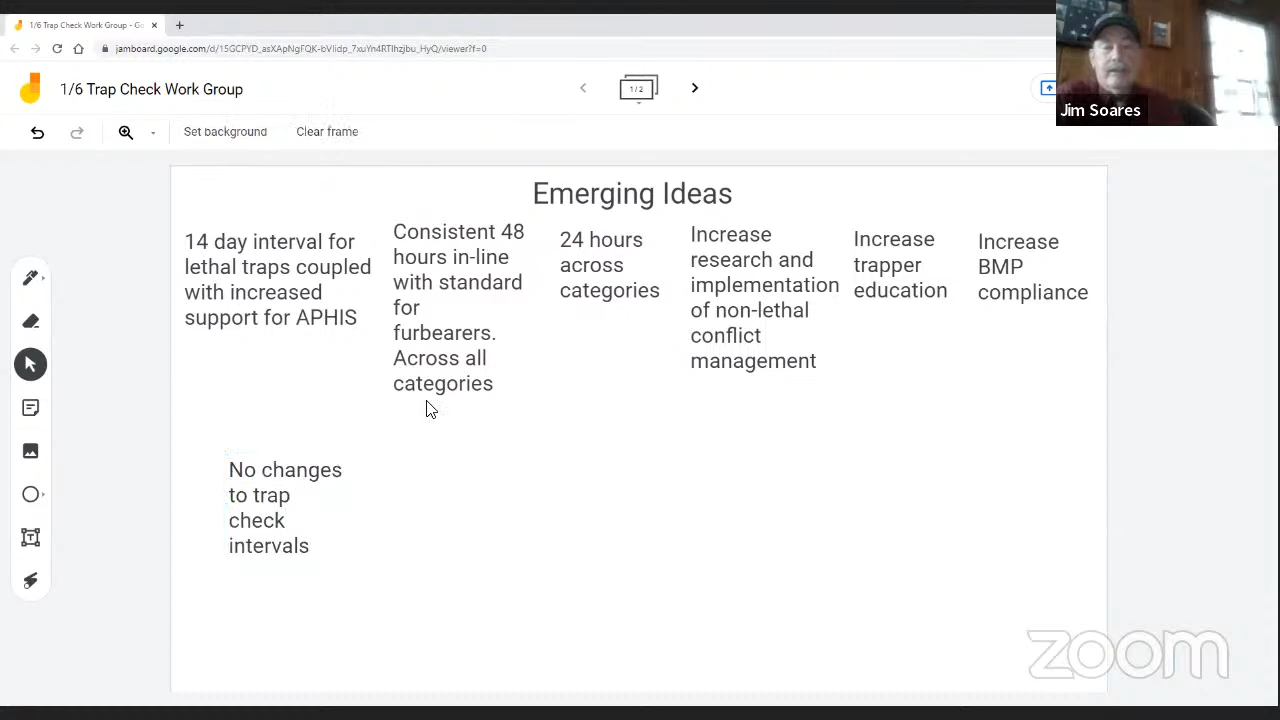 1/6 Trap Check Work Group - Go
jamboard.google.com/d/15GCPYD_asXApNgFQK-bVlidp_7xuYn4RTIhzjbu_HyQ/viewer?f=0
1/6 Trap Check Work Group
1/2
Jim Soares
Set background
Clear frame
Emerging Ideas
14 day interval for
lethal traps coupled
with increased
support for APHIS
Consistent 48
hours in-line
with standard
for
furbearers.
Across all
categories
24 hours
across
categories
Increase
research and
implementation
of non-lethal
conflict
management
Increase
trapper
education
Increase
BMP
compliance
No changes
to trap
check
intervals
zoom